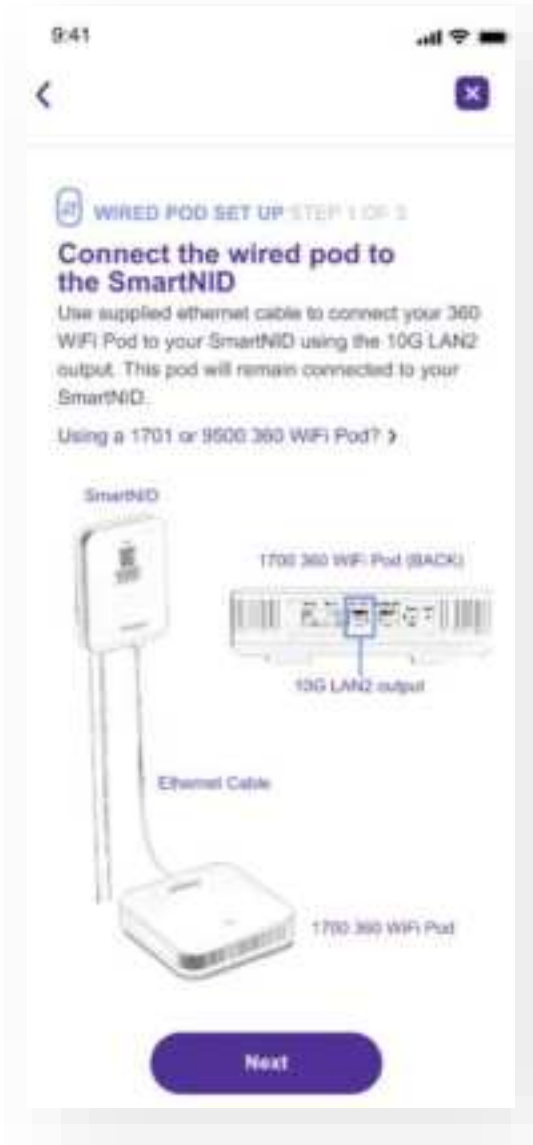 9:41
WIRED POD SET UP STEP 1 OF 3
Connect the wired pod to
the SmartNID
Use supplied ethernet cable to connect your 360
WiFi Pod to your SmartNID using the 10G LAN2
output. This pod will remain connected to your
SmartNID.
Using a 1701 or 9500 360 WiFi Pod? >
SmartNID
1700 360 WiFi Pod (BACK)
10G LAN2 output
Ethernet Cable
1700 360 WiFi Pod
Next